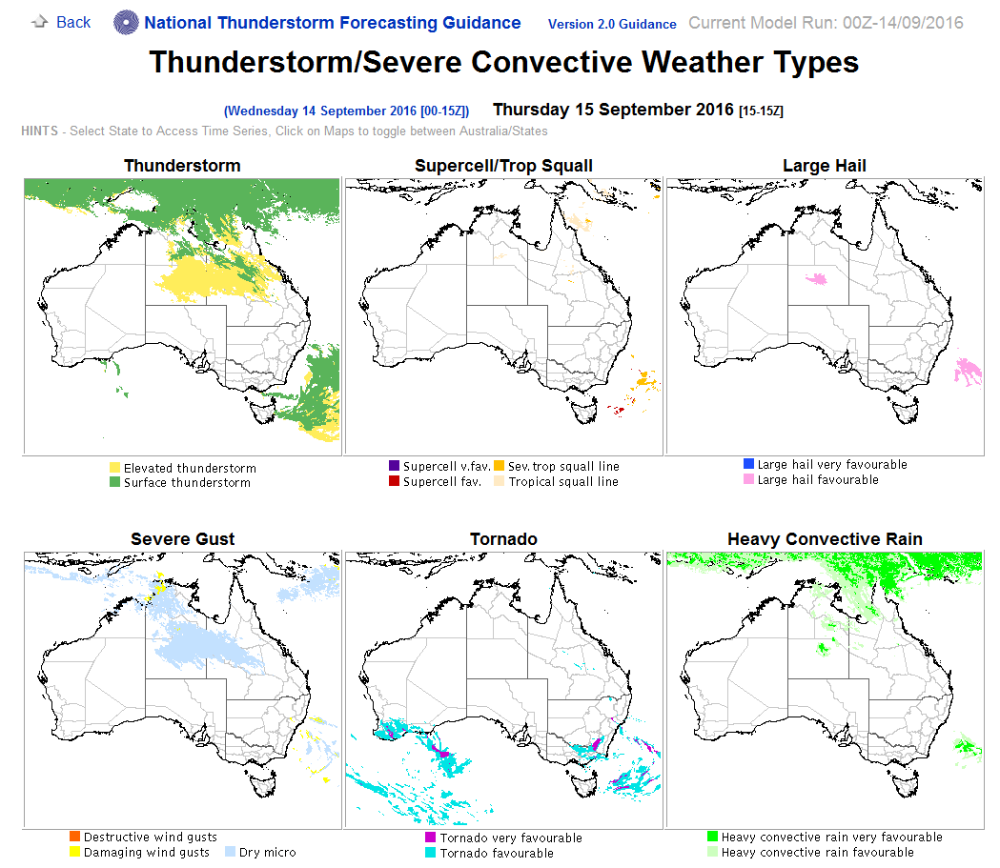 Back National Thunderstorm Forecasting Guidance Version 2.0 Guidance Current Model Run: 00Z-14/09/2016
Thunderstorm/Severe Convective Weather Types
(Wednesday 14 September 2016 [00-15Z]) Thursday 15 September 2016 [15-15Z]
HINTS - Select State to Access Time Series, Click on Maps to toggle between Australia/States
Thunderstorm Supercell/Trop Squall Large Hail
Elevated thunderstorm
Surface thunderstorm
Supercell v.fav. Sev. trop squall line
Supercell fav. Tropical squall line
Large hail very favourable
Large hail favourable
Severe Gust Tornado Heavy Convective Rain
Destructive wind gusts
Damaging wind gusts Dry micro
Tornado very favourable
Tornado favourable
Heavy convective rain very favourable
Heavy convective rain favourable